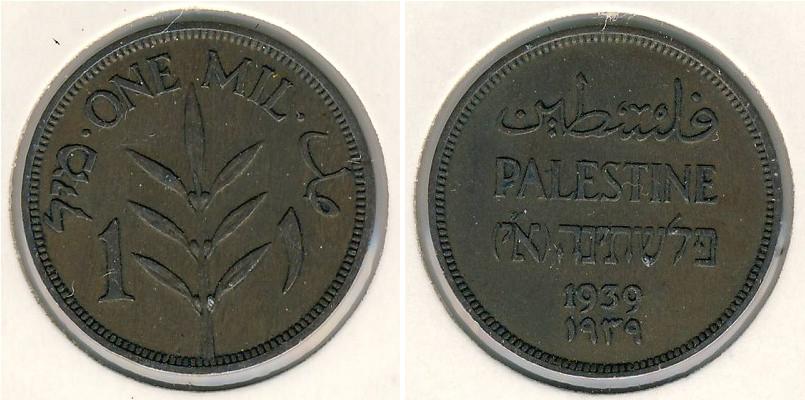 · ONE MIL ·
מיל
مل
1
١
فلسطين
PALESTINE
פלשתינה (א״י)
1939
١٩٣٩